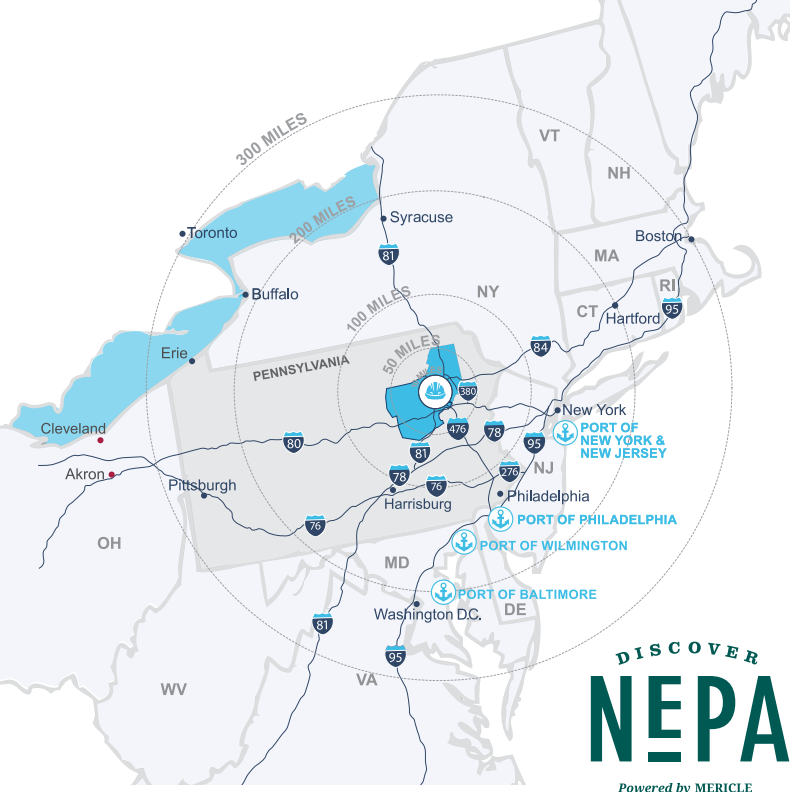 300 MILES
VT
NH
200 MILES
Syracuse
Toronto
Boston
81
MA
NY
RI
Buffalo
100 MILES
CT
95
Hartford
84
50 MILES
Erie
PENNSYLVANIA
380
New York
Cleveland
476
78
PORT OF
NEW YORK &
NEW JERSEY
80
95
81
NJ
Akron
78
276
Pittsburgh
76
Harrisburg
Philadelphia
76
PORT OF PHILADELPHIA
OH
PORT OF WILMINGTON
MD
PORT OF BALTIMORE
Washington D.C.
DE
81
95
WV
VA
DISCOVER
NEPA
Powered by MERICLE